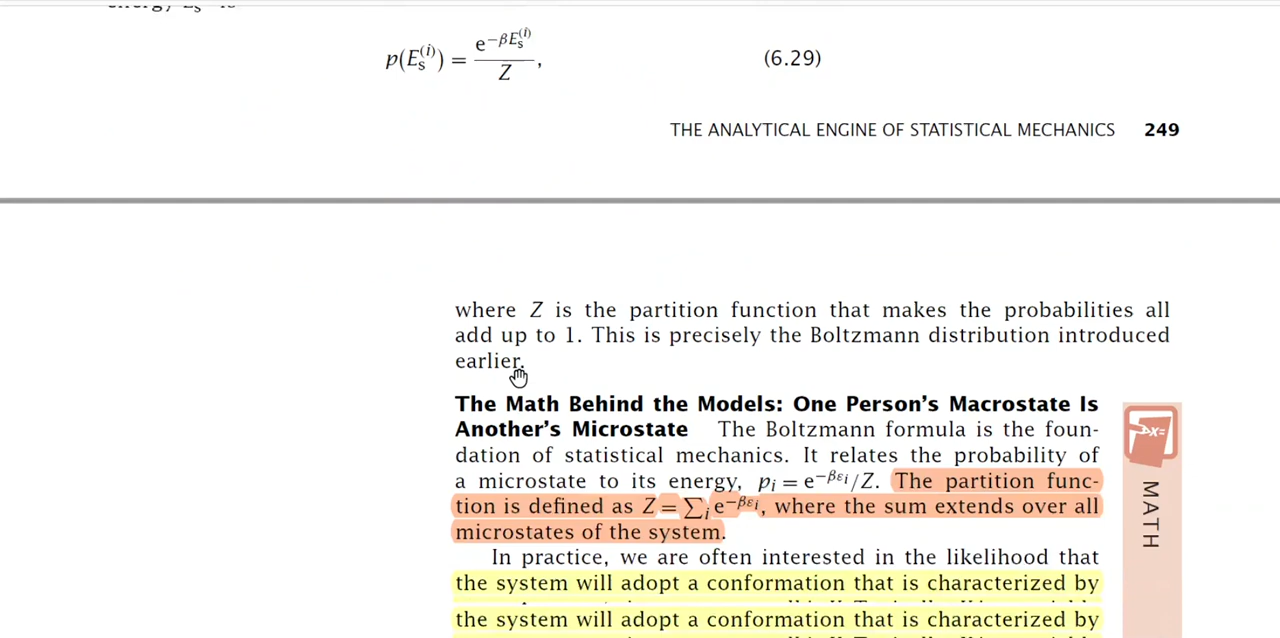 p(E_s^{(i)}) = e^{-βE_s^{(i)}} / Z, (6.29)
THE ANALYTICAL ENGINE OF STATISTICAL MECHANICS 249
where Z is the partition function that makes the probabilities all
add up to 1. This is precisely the Boltzmann distribution introduced
earlier.
The Math Behind the Models: One Person's Macrostate Is
Another's Microstate The Boltzmann formula is the foun-
dation of statistical mechanics. It relates the probability of
a microstate to its energy, p_i = e^{-βε_i}/Z. The partition func-
tion is defined as Z = ∑_i e^{-βε_i}, where the sum extends over all
microstates of the system.
In practice, we are often interested in the likelihood that
the system will adopt a conformation that is characterized by
the system will adopt a conformation that is characterized by
Δx=
MATH